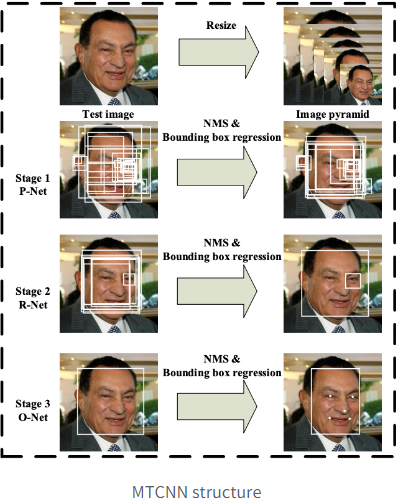 Resize
Test image
Image pyramid
NMS &
Bounding box regression
Stage 1
P-Net
NMS &
Bounding box regression
Stage 2
R-Net
NMS &
Bounding box regression
Stage 3
O-Net
MTCNN structure